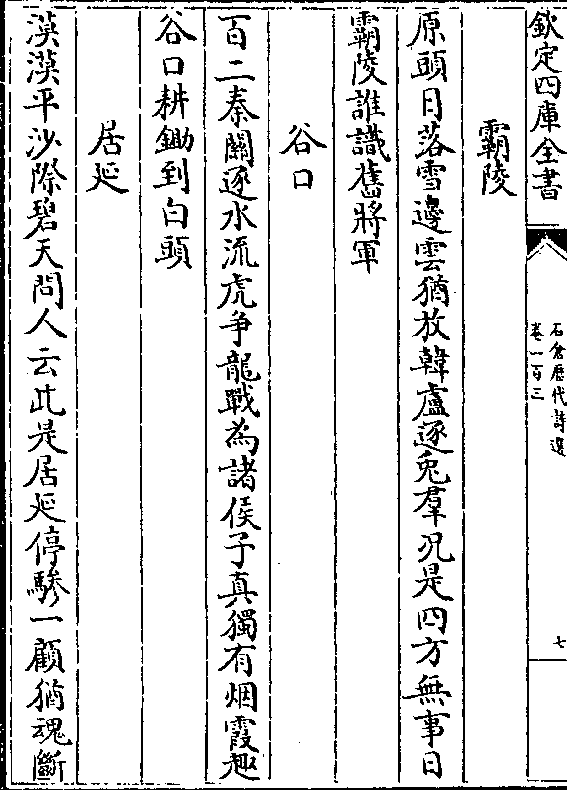 欽定四庫全書
石倉歷代詩選
卷一百三
七
霸陵
原頭日落雪邊雲猶放韓盧逐兎羣况是四方無事日
霸陵誰識舊將軍
谷口
百二秦關逐水流虎争龍戰為諸侯子真獨有烟霞趣
谷口耕鋤到白頭
居延
漠漠平沙際碧天問人云此是居延停驂一顧猶魂斷